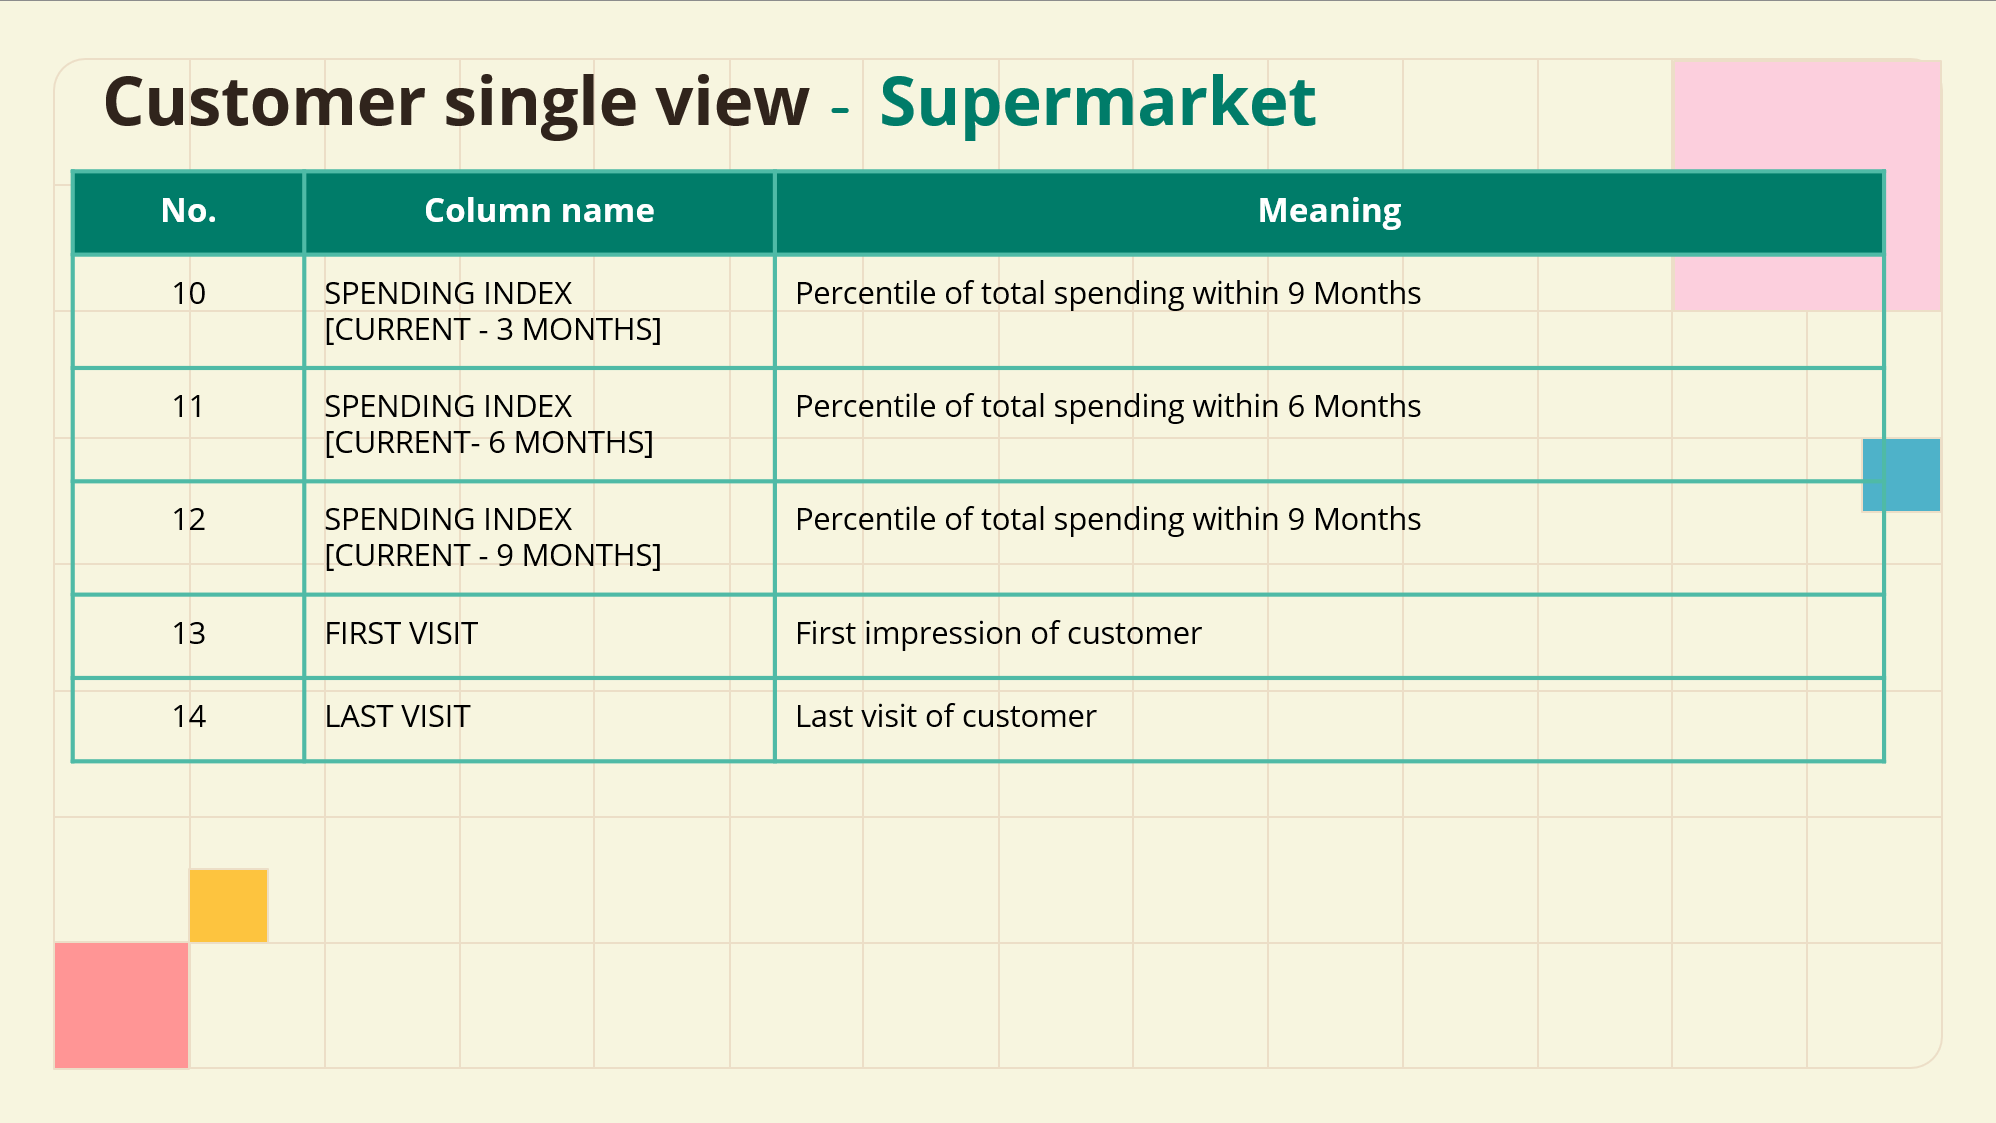 Customer single view - Supermarket
No. Column name Meaning
10 SPENDING INDEX Percentile of total spending within 9 Months
[CURRENT - 3 MONTHS]
11 SPENDING INDEX Percentile of total spending within 6 Months
[CURRENT- 6 MONTHS]
12 SPENDING INDEX Percentile of total spending within 9 Months
[CURRENT - 9 MONTHS]
13 FIRST VISIT First impression of customer
14 LAST VISIT Last visit of customer